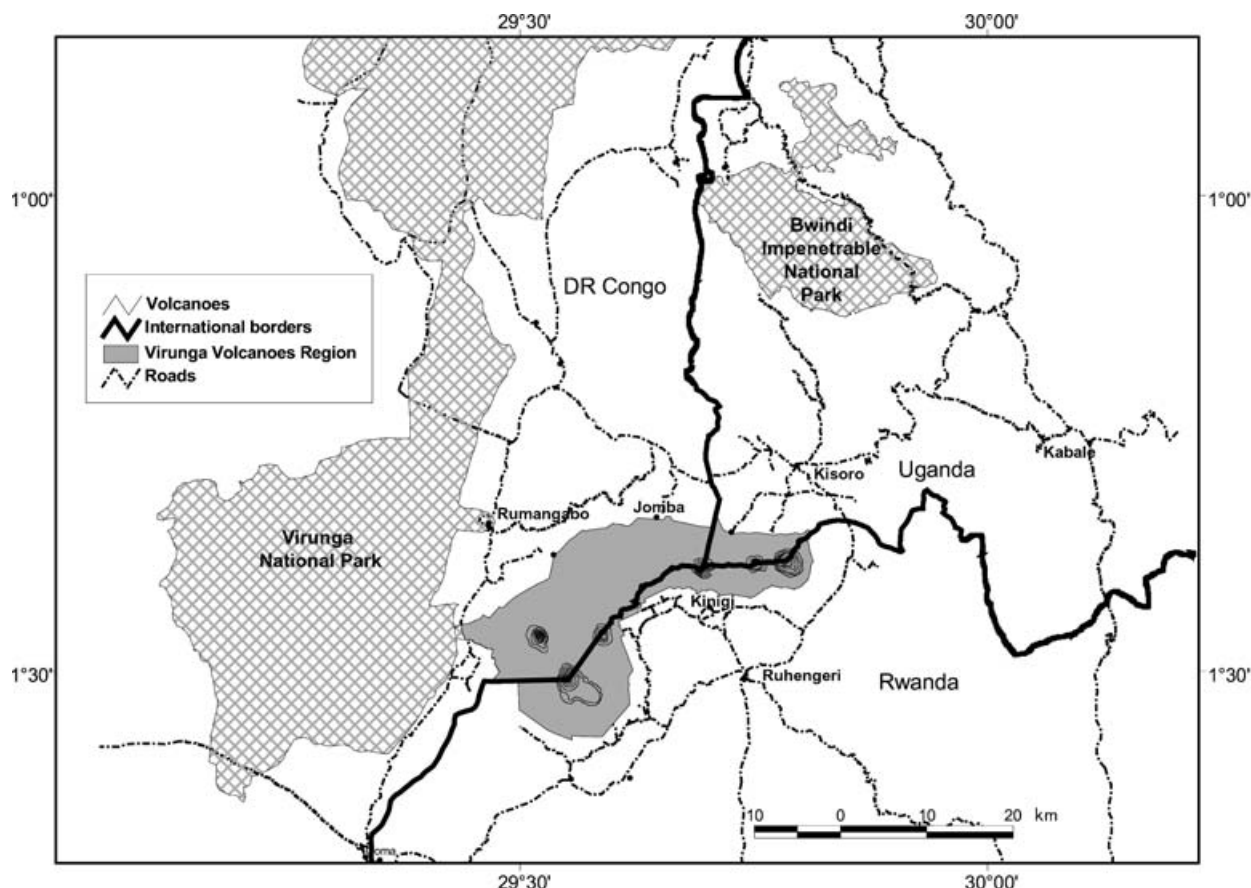 29°30'
30°00'
1°00'
1°00'
Bwindi
Impenetrable
National
Park
DR Congo
Volcanoes
International borders
Virunga Volcanoes Region
Roads
Kabale
Kisoro
Uganda
Jomba
Rumangabo
Virunga
National Park
Kinigi
1°30'
1°30'
Ruhengeri
Rwanda
10 0 10 20 km
29°30'
30°00'